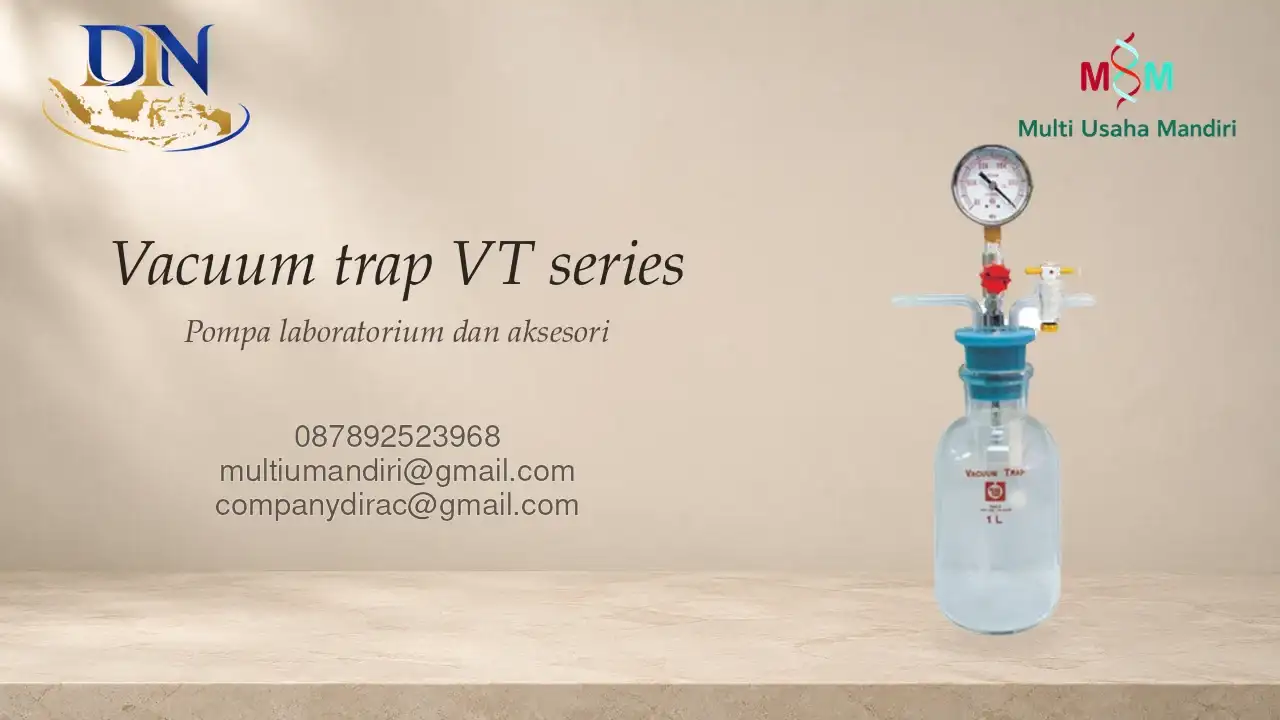 DN
M M
Multi Usaha Mandiri
Vacuum trap VT series
Pompa laboratorium dan aksesori
087892523968
multiumandiri@gmail.com
companydirac@gmail.com
VACUUM TRAP
1 L